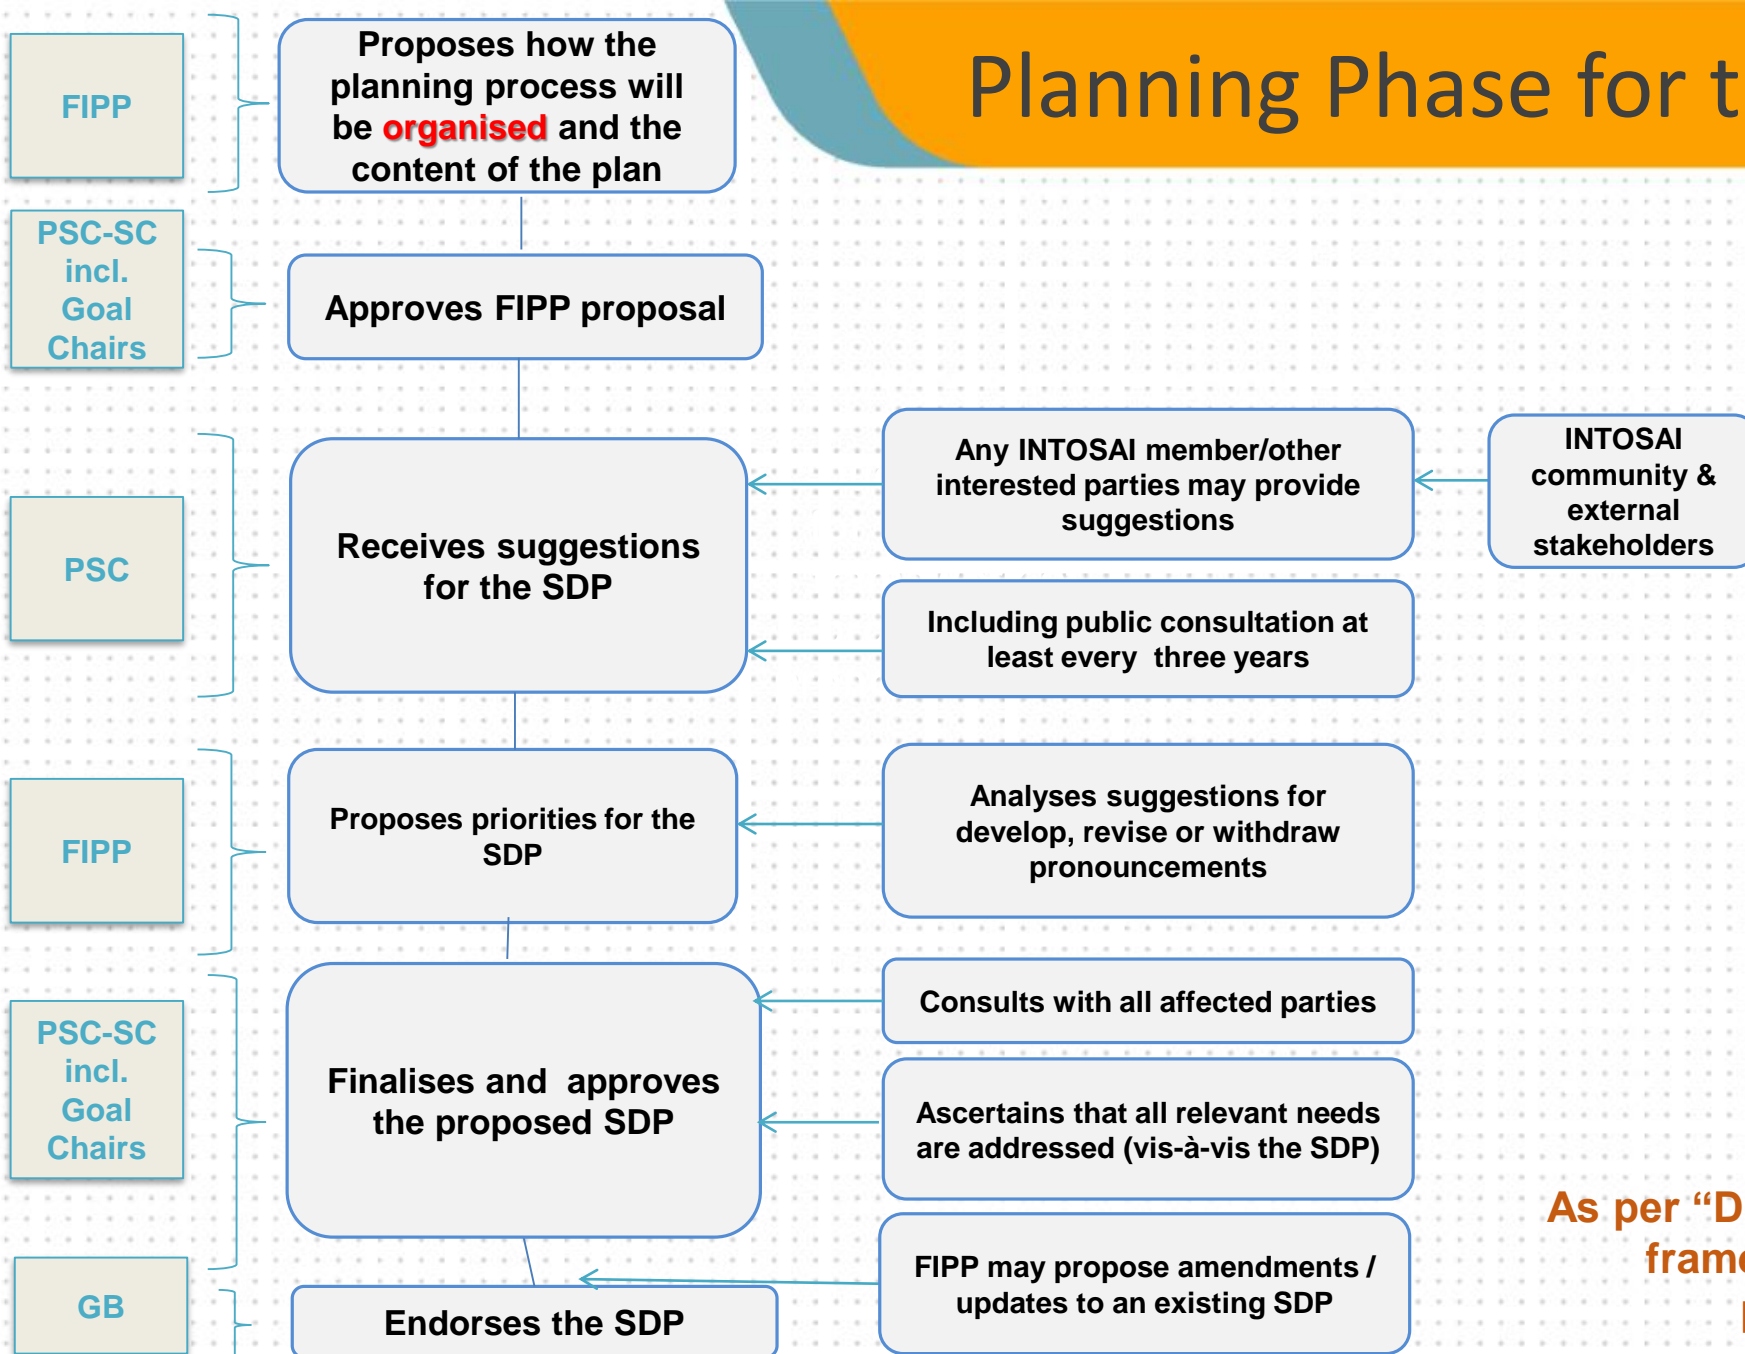 Planning Phase for t
FIPP
Proposes how the
planning process will
be organised and the
content of the plan
PSC-SC
incl.
Goal
Chairs
Approves FIPP proposal
PSC
Receives suggestions
for the SDP
Any INTOSAI member/other
interested parties may provide
suggestions
INTOSAI
community &
external
stakeholders
Including public consultation at
least every three years
FIPP
Proposes priorities for the
SDP
Analyses suggestions for
develop, revise or withdraw
pronouncements
PSC-SC
incl.
Goal
Chairs
Finalises and approves
the proposed SDP
Consults with all affected parties
Ascertains that all relevant needs
are addressed (vis-à-vis the SDP)
As per “D
frame
GB
Endorses the SDP
FIPP may propose amendments /
updates to an existing SDP